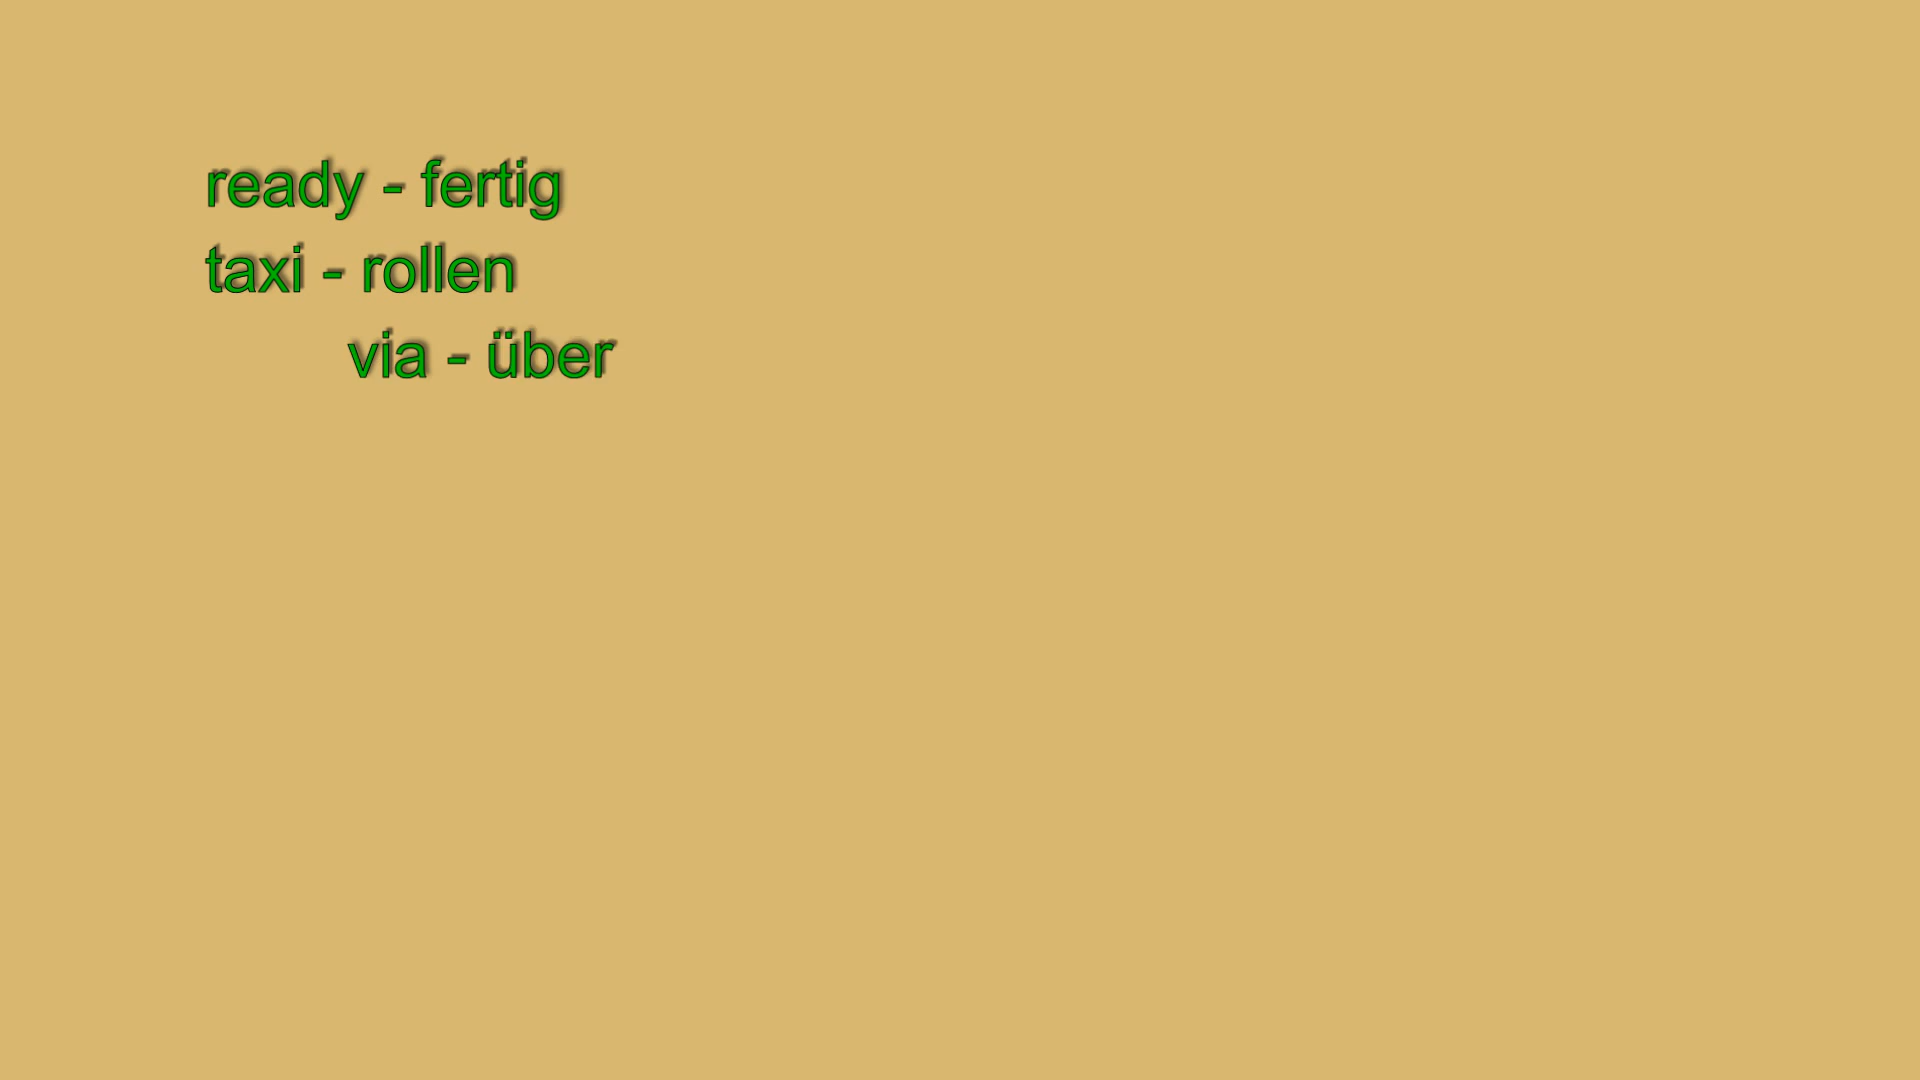 ready - fertig
taxi - rollen
via - über